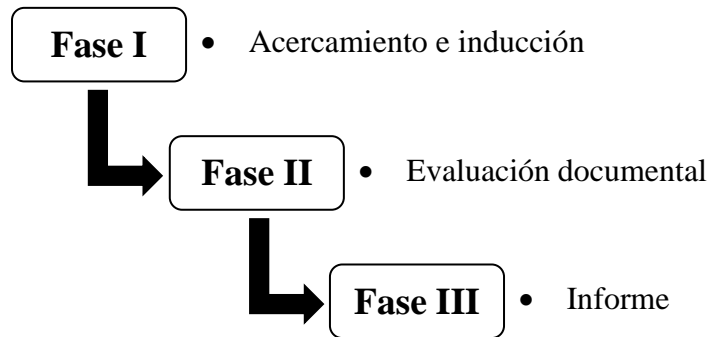 Fase I • Acercamiento e inducción
Fase II • Evaluación documental
Fase III • Informe